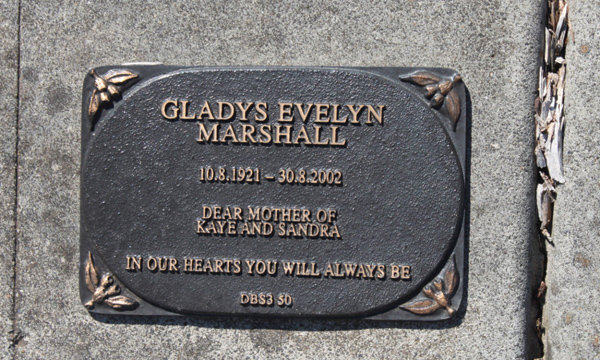 GLADYS EVELYN
MARSHALL
10.8.1921 – 30.8.2002
DEAR MOTHER OF
KAYE AND SANDRA
IN OUR HEARTS YOU WILL ALWAYS BE
DBS3 50